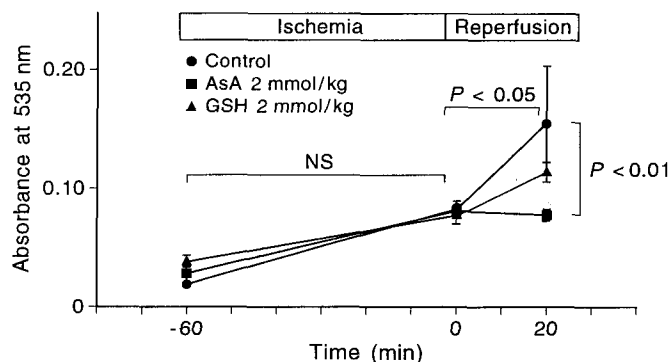 Ischemia Reperfusion
0.20
Control
AsA 2 mmol/kg
GSH 2 mmol/kg
P < 0.05
NS
P < 0.01
0.10
0
Absorbance at 535 nm
-60 0 20
Time (min)